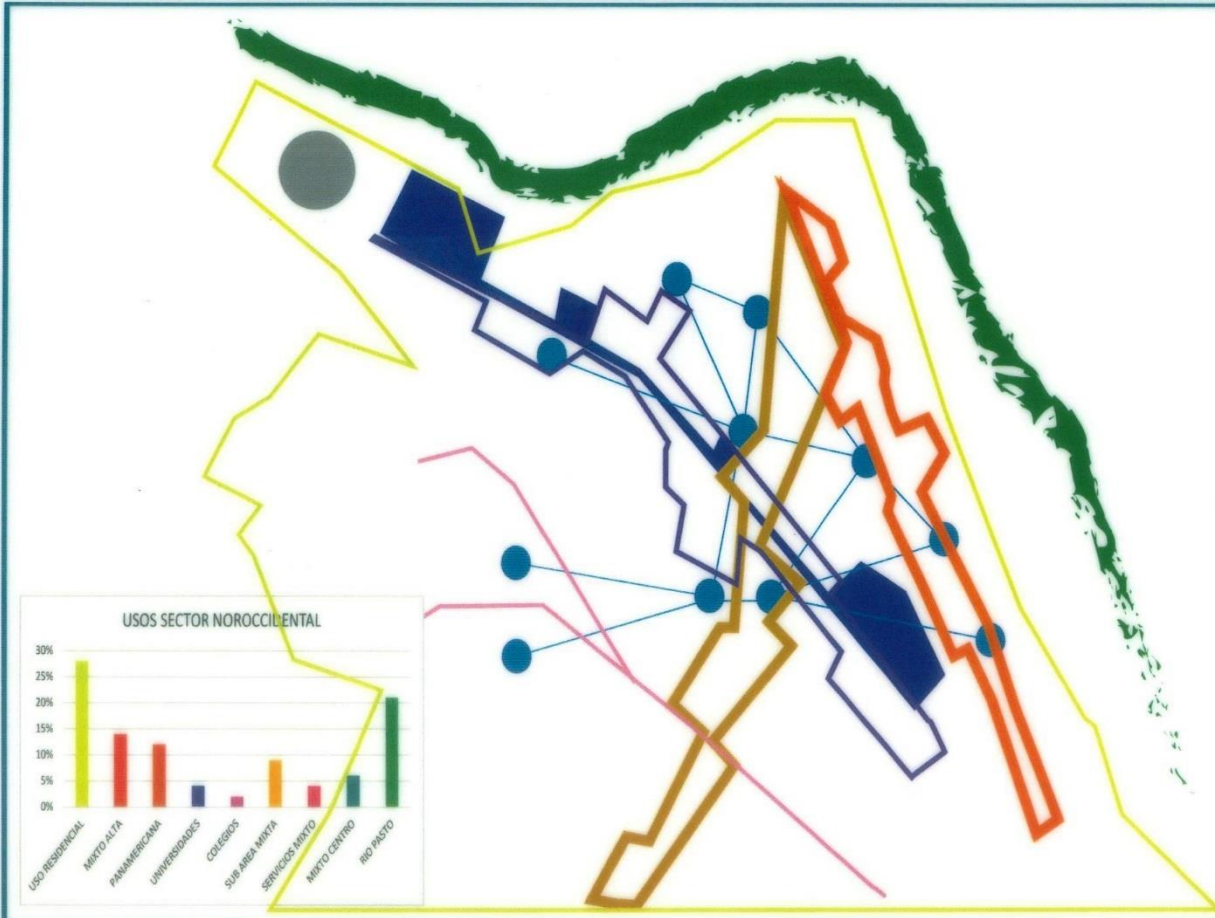 USOS SECTOR NOROCCIDENTAL
30%
25%
20%
15%
10%
5%
0%
USO RESIDENCIAL
MIXTO ALTA
PANAMERICANA
UNIVERSIDADES
COLEGIOS
SUB AREA MIXTA
SERVICIOS MIXTO
MIXTO CENTRO
RIO PASTO